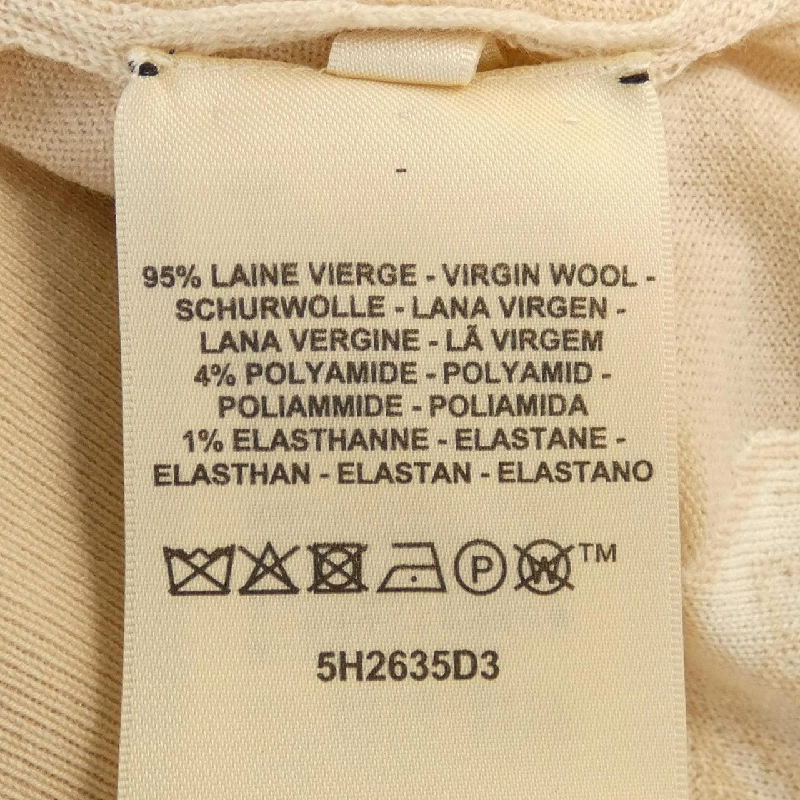 -
95% LAINE VIERGE - VIRGIN WOOL -
SCHURWOLLE - LANA VIRGEN -
LANA VERGINE - LÃ VIRGEM
4% POLYAMIDE - POLYAMID -
POLIAMMIDE - POLIAMIDA
1% ELASTHANNE - ELASTANE -
ELASTHAN - ELASTAN - ELASTANO
P W TM
5H2635D3